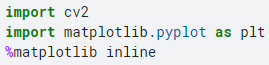 import cv2
import matplotlib.pyplot as plt
%matplotlib inline